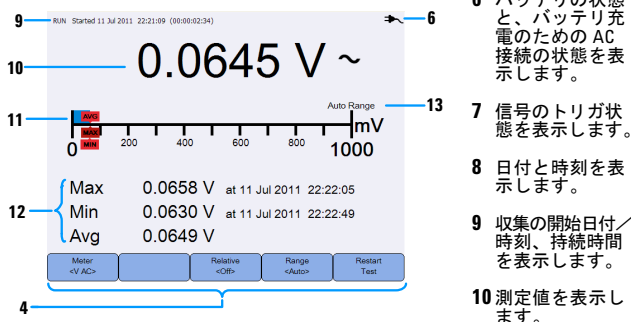 9 RUN Started 11 Jul 2011 22:21:09 (00:00:02:34) 6
10 0.0645 V ~
Auto Range 13
11 AVG
MAX
MIN
0 200 400 600 800 1000 mV
12
Max 0.0658 V at 11 Jul 2011 22:22:05
Min 0.0630 V at 11 Jul 2011 22:22:49
Avg 0.0649 V
Meter <V AC>
Relative <Off>
Range <Auto>
Restart Test
4
6 バッテリの状態
と、バッテリ充
電のための AC
接続の状態を表
示します。
7 信号のトリガ状
態を表示します。
8 日付と時刻を表
示します。
9 収集の開始日付／
時刻、持続時間
を表示します。
10 測定値を表示し
ます。